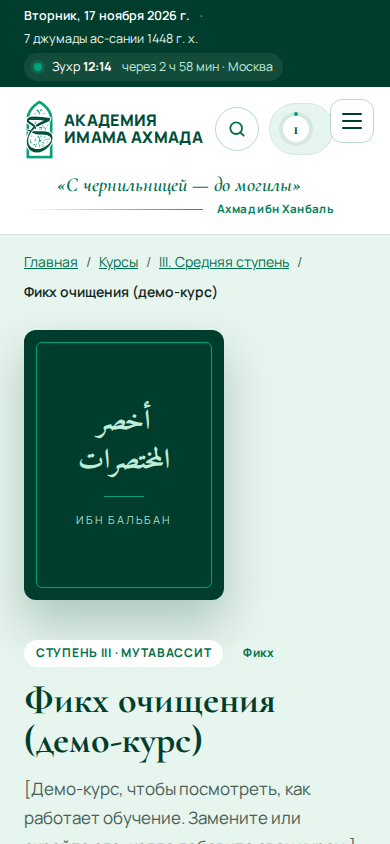 Вторник, 17 ноября 2026 г. ·
7 джумады ас-сании 1448 г. х.
Зухр 12:14 через 2 ч 58 мин · Москва
АКАДЕМИЯ
ИМАМА АХМАДА
I
«С чернильницей — до могилы»
Ахмад ибн Ханбаль
Главная / Курсы / III. Средняя ступень /
Фикх очищения (демо-курс)
أخصر
المختصرات
ИБН БАЛЬБАН
СТУПЕНЬ III · МУТАВАССИТ Фикх
Фикх очищения
(демо-курс)
[Демо-курс, чтобы посмотреть, как
работает обучение. Замените или